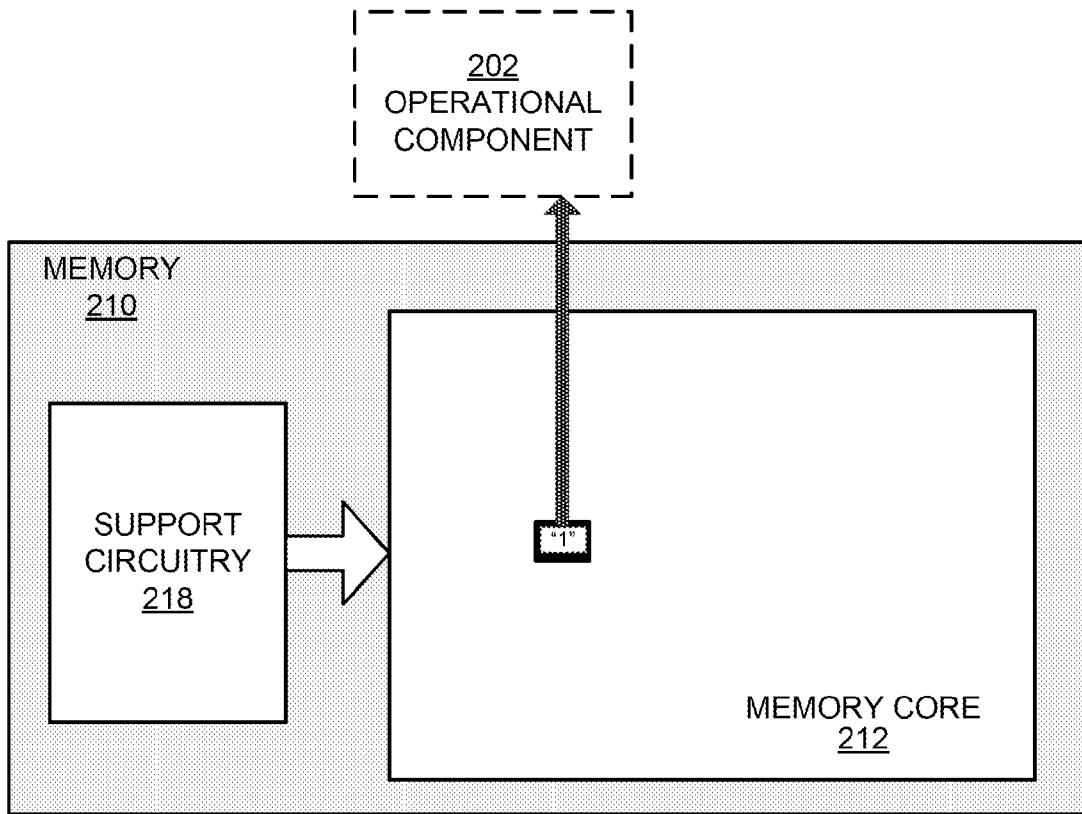 202
OPERATIONAL
COMPONENT
MEMORY
210
SUPPORT
CIRCUITRY
218
“1”
MEMORY CORE
212